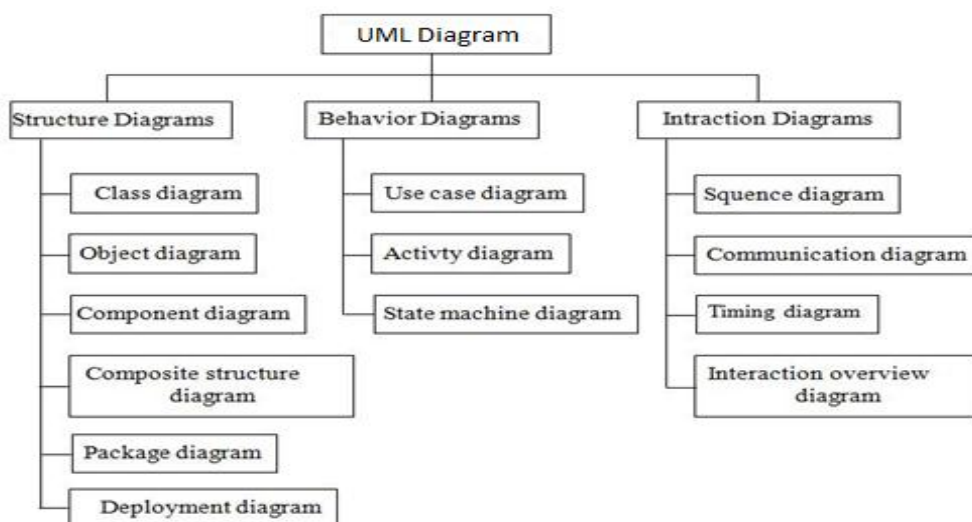 UML Diagram
Structure Diagrams
Class diagram
Object diagram
Component diagram
Composite structure
diagram
Package diagram
Deployment diagram
Behavior Diagrams
Use case diagram
Activty diagram
State machine diagram
Intraction Diagrams
Squence diagram
Communication diagram
Timing diagram
Interaction overview
diagram